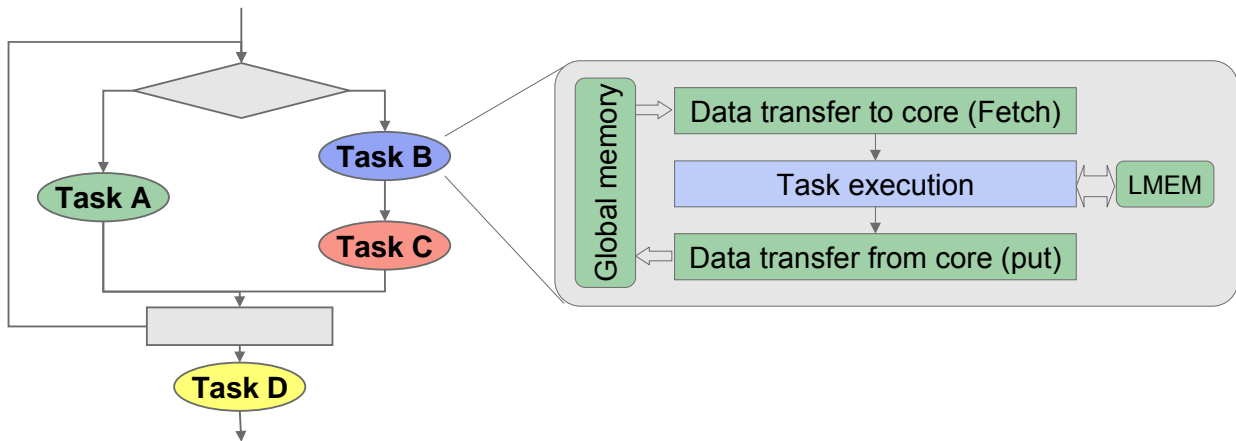 Task A
Task B
Task C
Task D
Global memory
Data transfer to core (Fetch)
Task execution
LMEM
Data transfer from core (put)